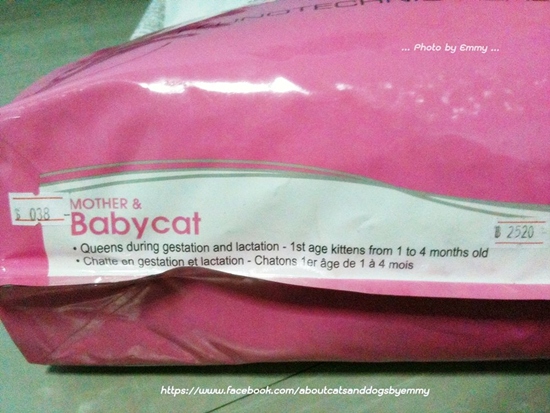 ... Photo by Emmy ...
MOTHER &
Babycat
• Queens during gestation and lactation - 1st age kittens from 1 to 4 months old
• Chatte en gestation et lactation - Chatons 1er âge de 1 à 4 mois
038
฿ 2520
https://www.facebook.com/aboutcatsanddogsbyemmy